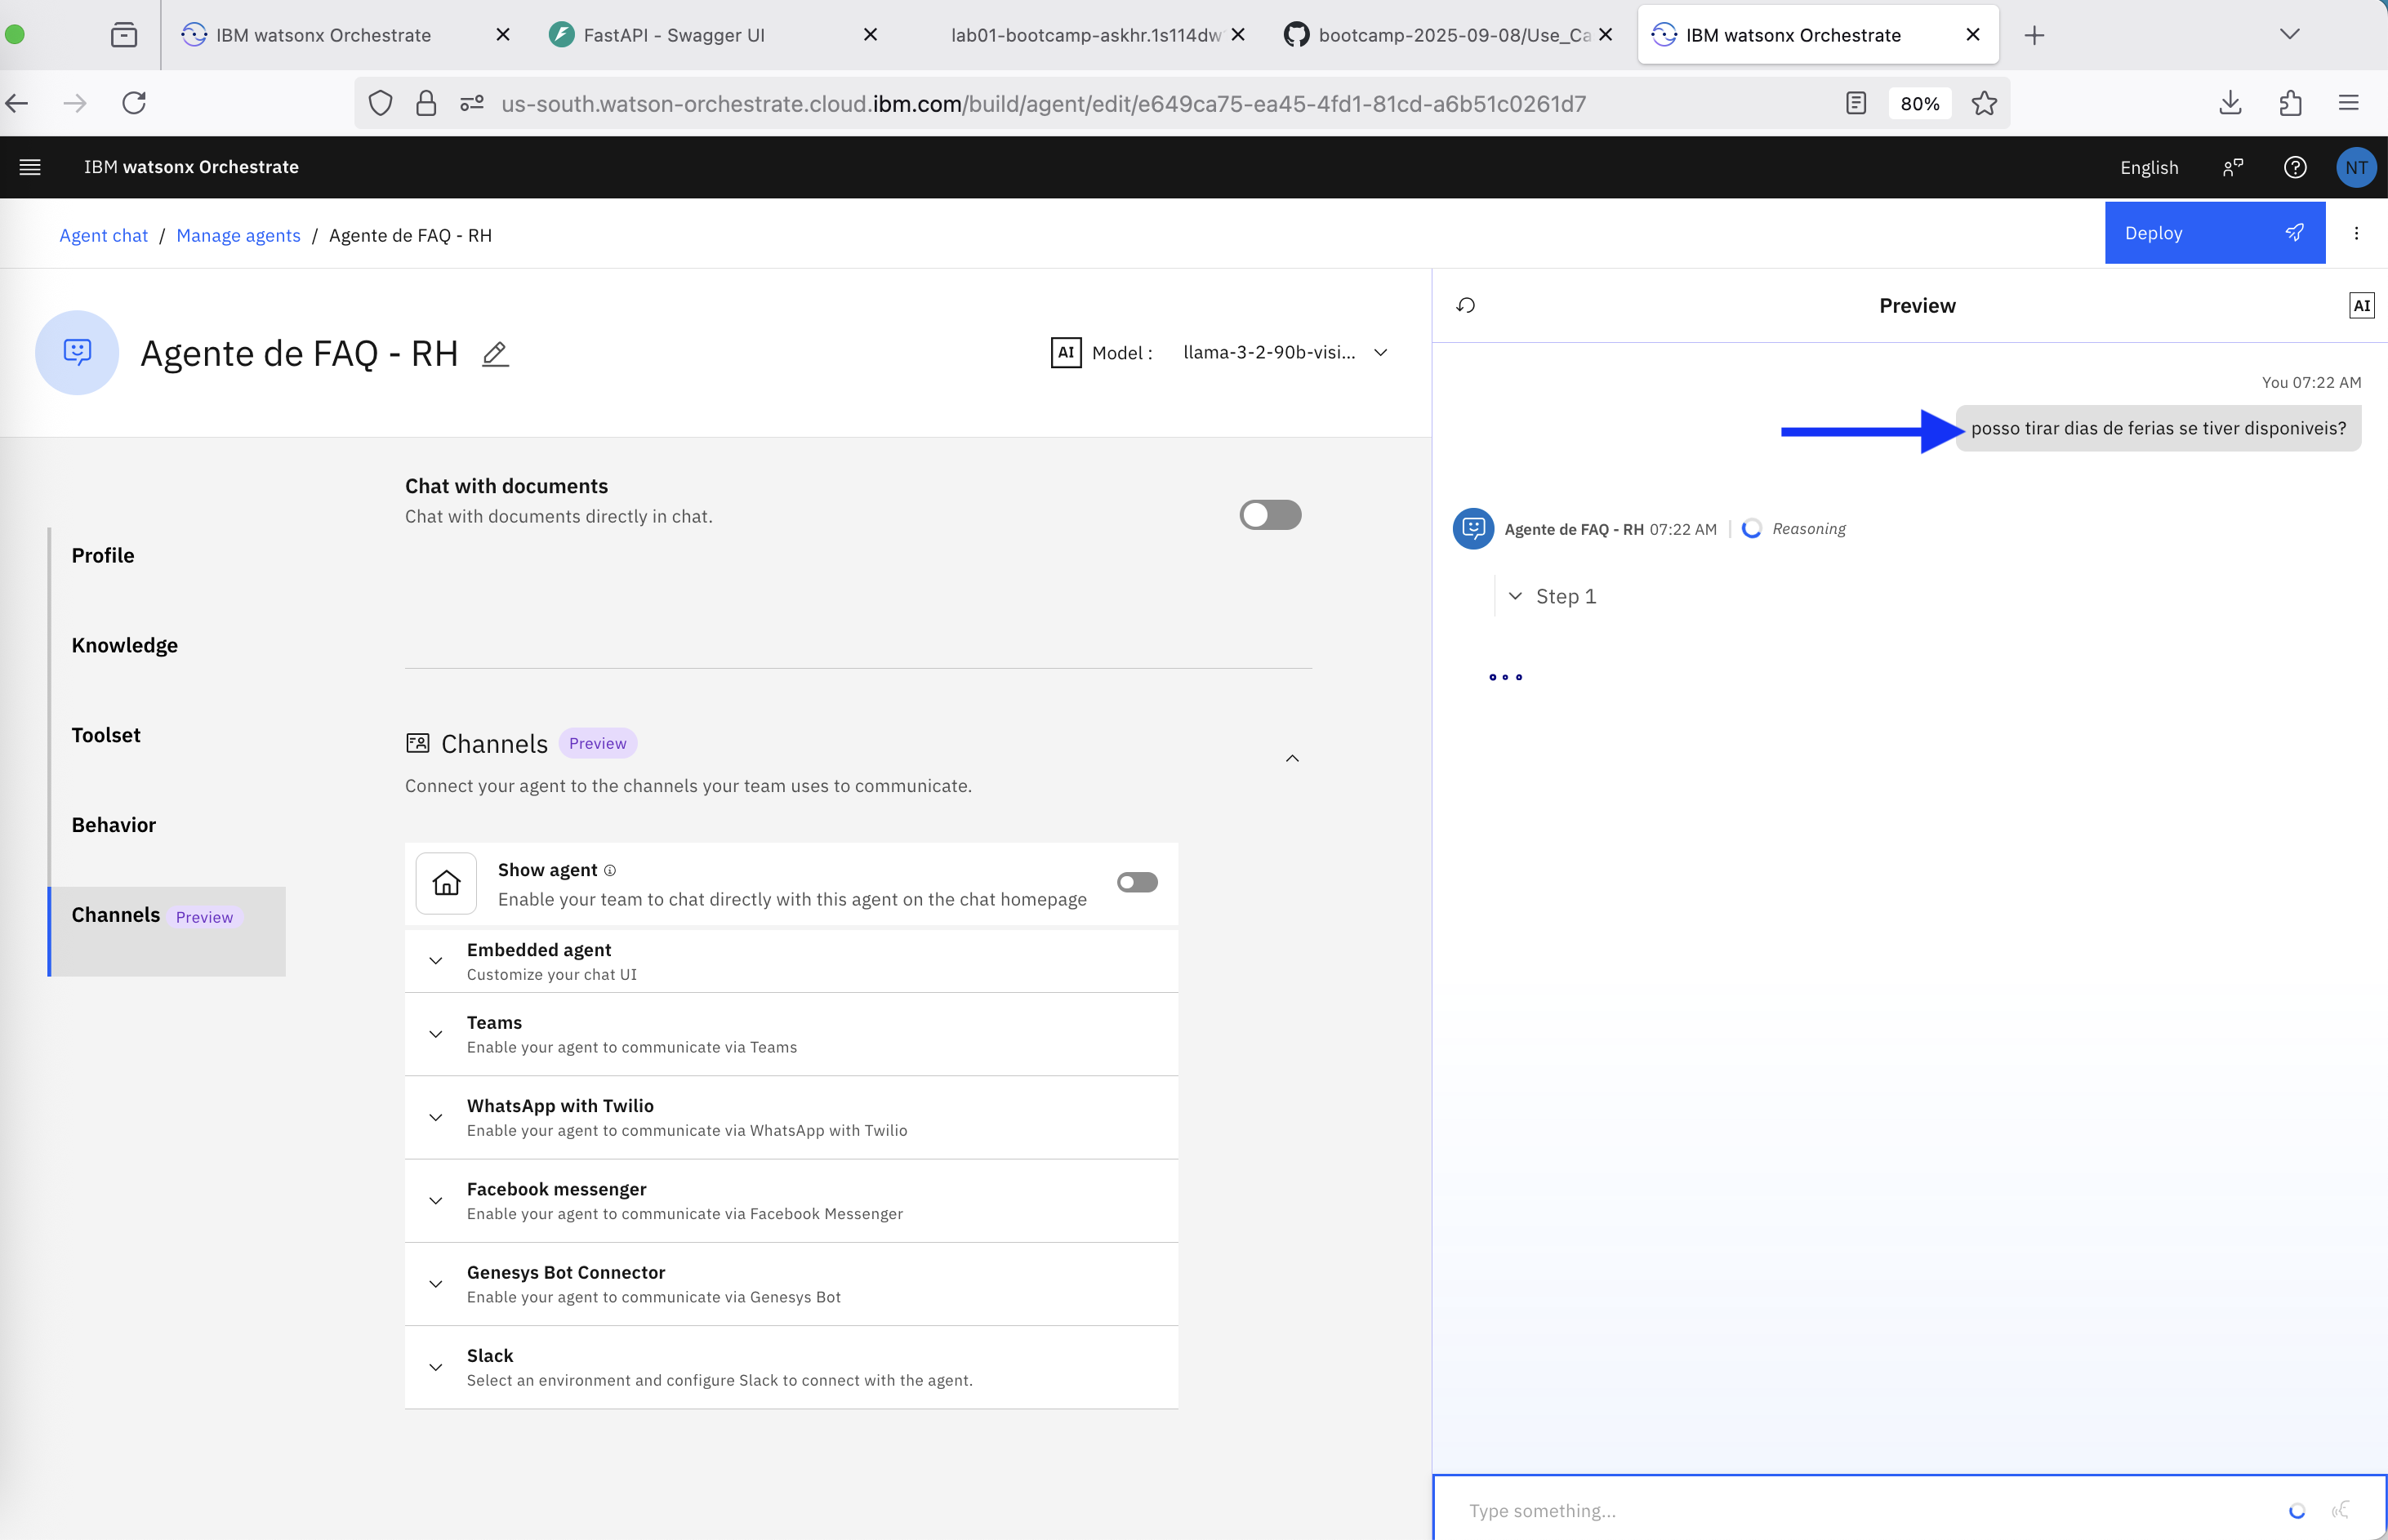 IBM watsonx Orchestrate
FastAPI - Swagger UI
lab01-bootcamp-askhr.1s114dw
bootcamp-2025-09-08/Use_Ca
IBM watsonx Orchestrate
us-south.watson-orchestrate.cloud.ibm.com/build/agent/edit/e649ca75-ea45-4fd1-81cd-a6b51c0261d7
80%
IBM watsonx Orchestrate
English
NT
Agent chat / Manage agents / Agente de FAQ - RH
Deploy
Agente de FAQ - RH
AI Model :
llama-3-2-90b-visi...
Profile
Knowledge
Toolset
Behavior
Channels Preview
Chat with documents
Chat with documents directly in chat.
Channels Preview
Connect your agent to the channels your team uses to communicate.
Show agent
Enable your team to chat directly with this agent on the chat homepage
Embedded agent
Customize your chat UI
Teams
Enable your agent to communicate via Teams
WhatsApp with Twilio
Enable your agent to communicate via WhatsApp with Twilio
Facebook messenger
Enable your agent to communicate via Facebook Messenger
Genesys Bot Connector
Enable your agent to communicate via Genesys Bot
Slack
Select an environment and configure Slack to connect with the agent.
Preview
AI
You 07:22 AM
posso tirar dias de ferias se tiver disponiveis?
Agente de FAQ - RH 07:22 AM | Reasoning
Step 1
Type something...